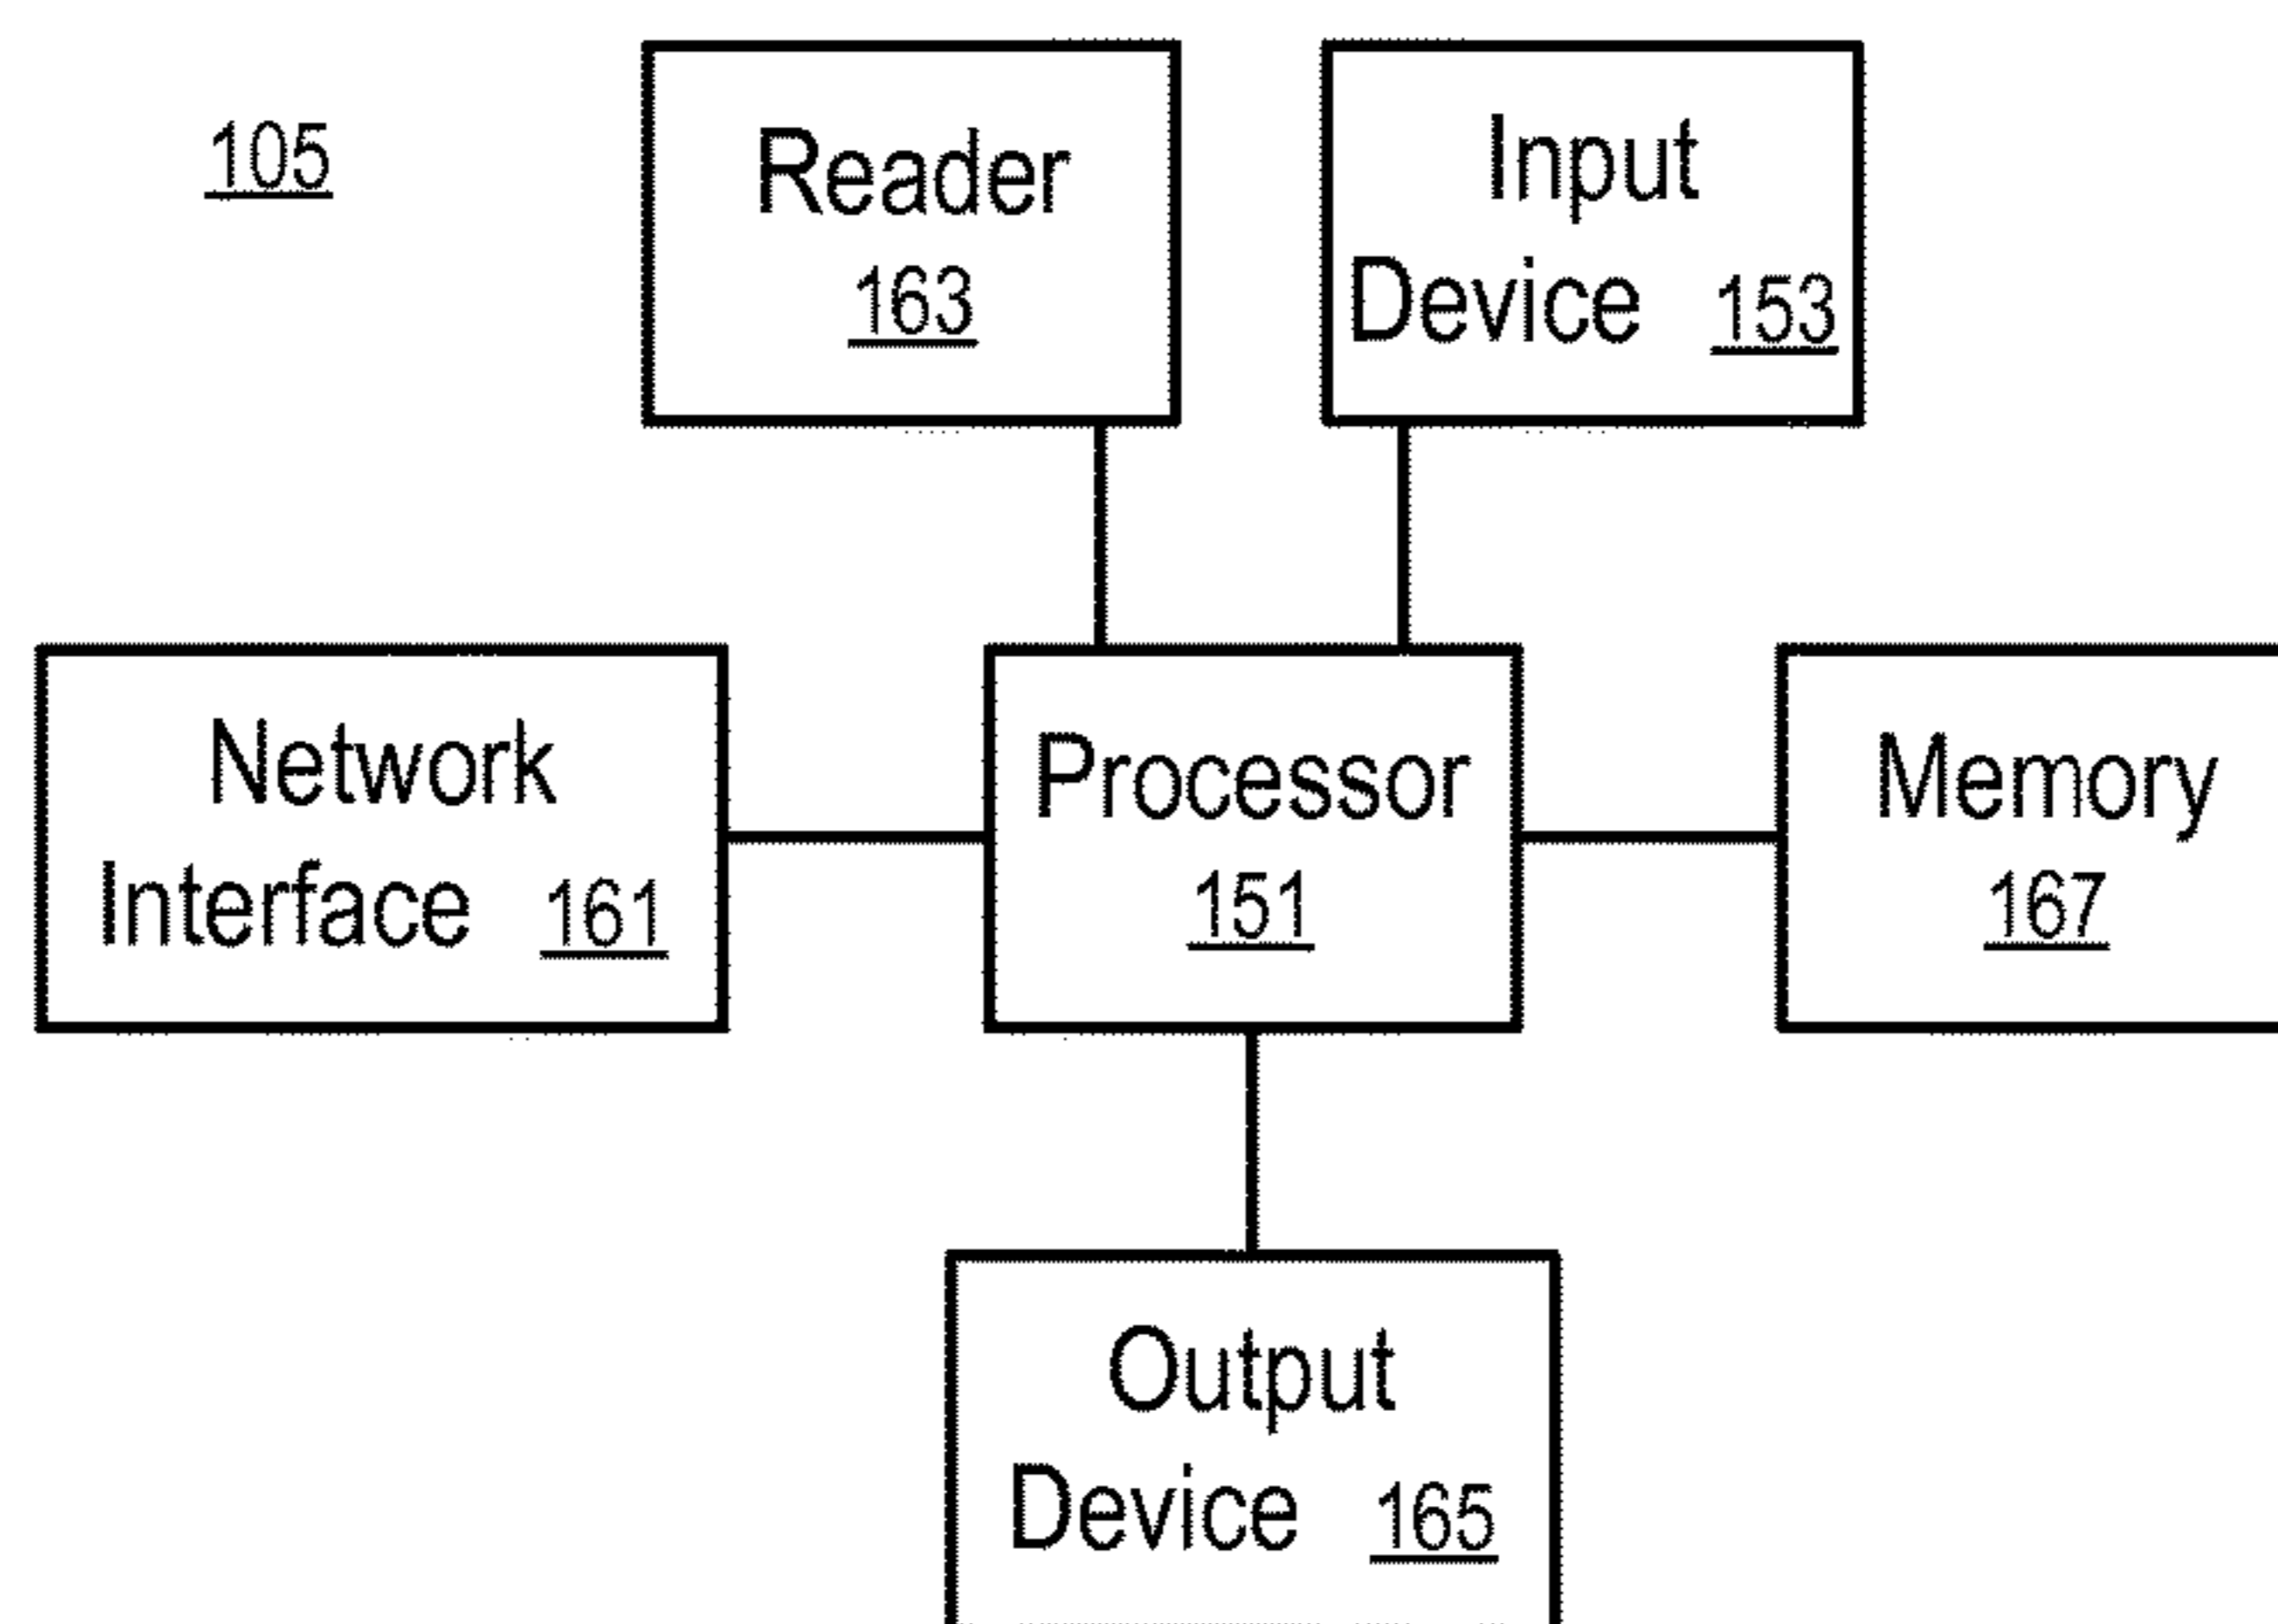 105
Reader
163
Input
Device 153
Network
Interface 161
Processor
151
Memory
167
Output
Device 165